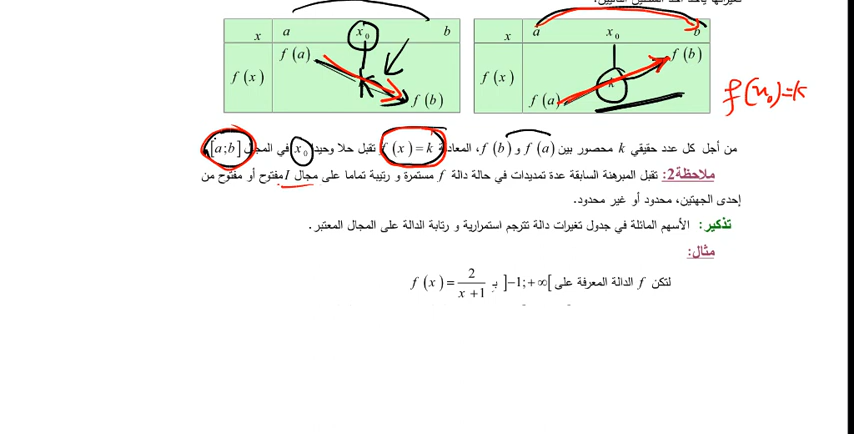 x a x₀ b
f(x) f(a) k f(b)
x a x₀ b
f(x) f(a) k f(b)
f(x₀)=k
من أجل كل عدد حقيقي k محصور بين f(a) و f(b)، المعادلة f(x)=k تقبل حلا وحيدا x₀ في المجال [a;b]
ملاحظة2: تقبل المبرهنة السابقة عدة تمديدات في حالة دالة f مستمرة و رتيبة تماما على مجال I مفتوح أو مفتوح من
إحدى الجهتين، محدود أو غير محدود.
تذكير: الأسهم المائلة في جدول تغيرات دالة تترجم استمرارية و رتابة الدالة على المجال المعتبر.
مثال:
لتكن f الدالة المعرفة على ]-1;+∞[ بـ f(x)=2/(x+1)